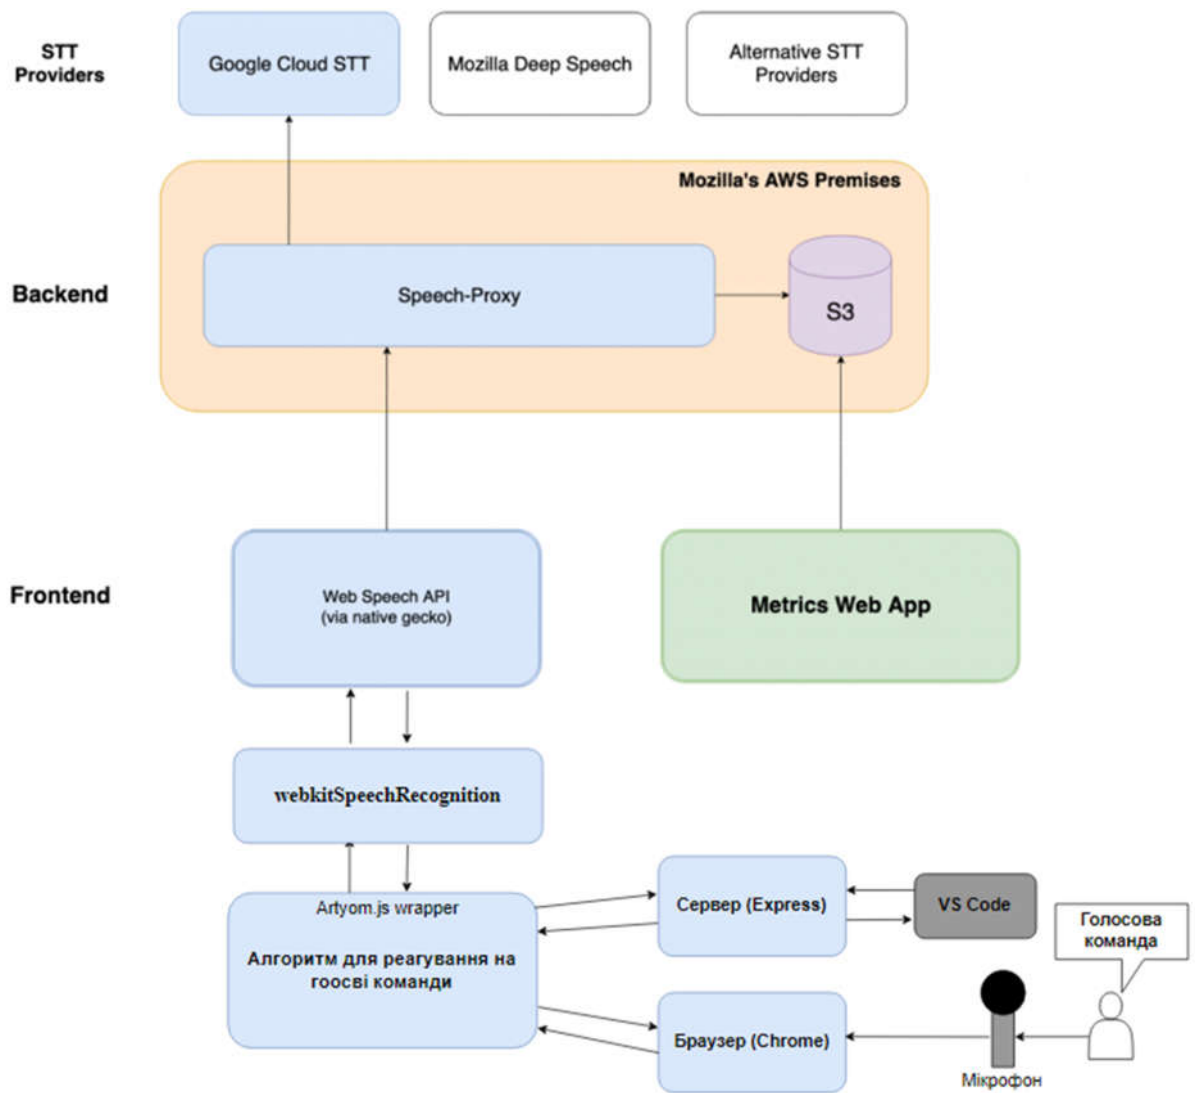 STT
Providers
Google Cloud STT
Mozilla Deep Speech
Alternative STT
Providers
Mozilla's AWS Premises
Backend
Speech-Proxy
S3
Frontend
Web Speech API
(via native gecko)
Metrics Web App
webkitSpeechRecognition
Artyom.js wrapper
Алгоритм для реагування на
гоосві команди
Сервер (Express)
VS Code
Голосова
команда
Браузер (Chrome)
Мікрофон